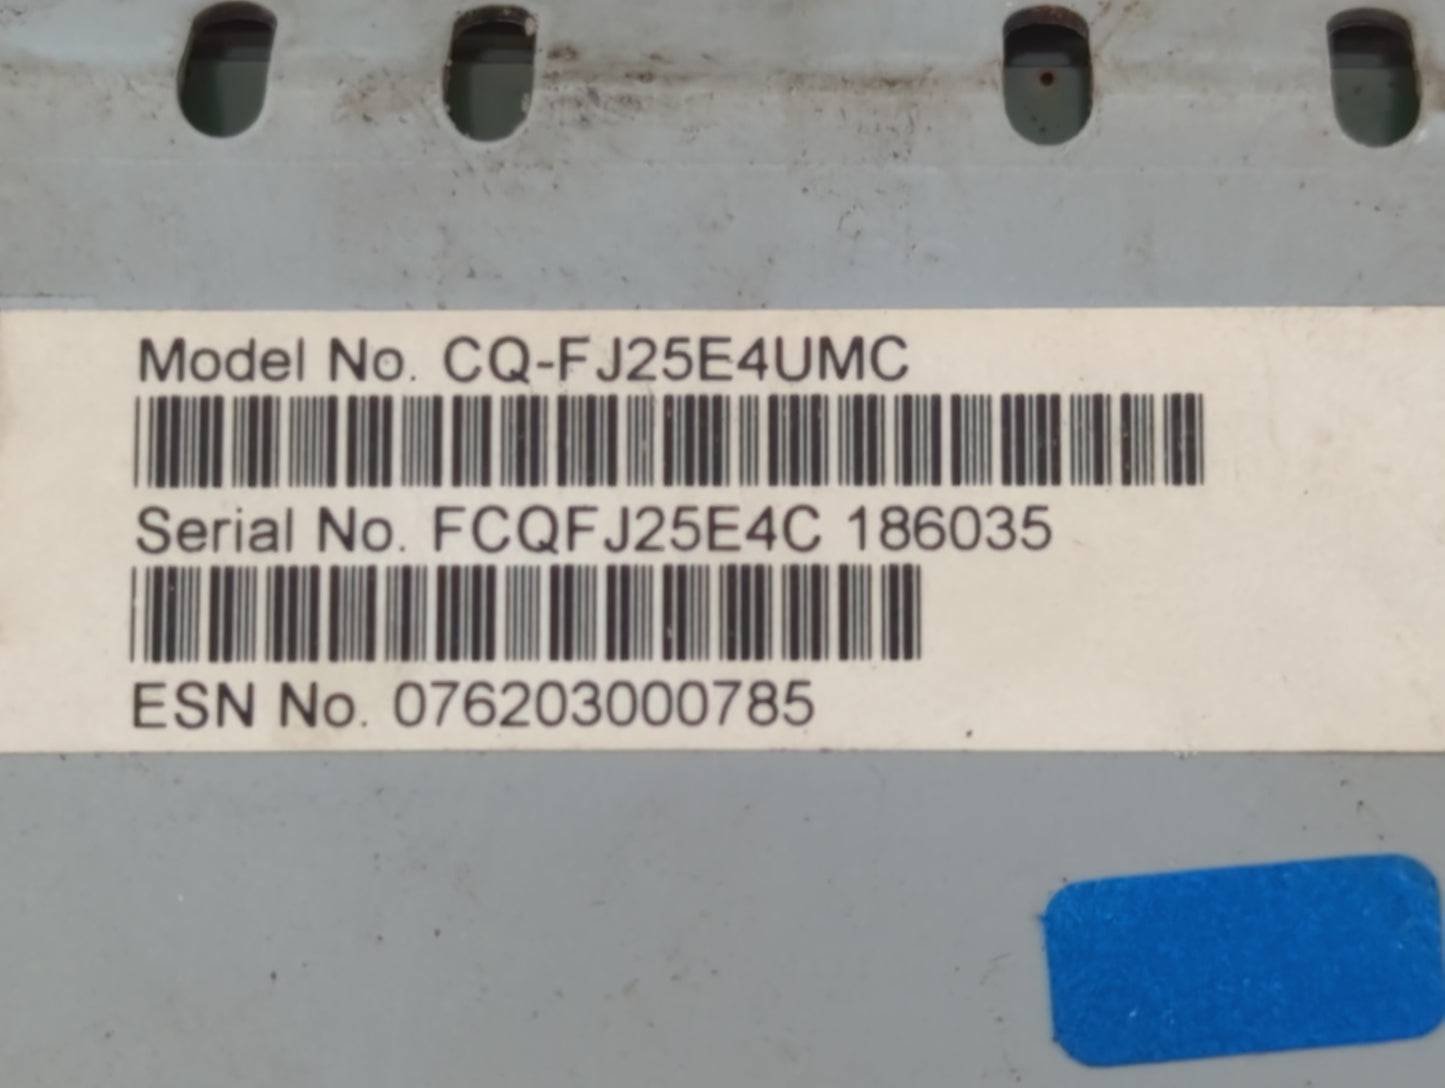 Model No. CQ-FJ25E4UMC
Serial No. FCQFJ25E4C 186035
ESN No. 076203000785